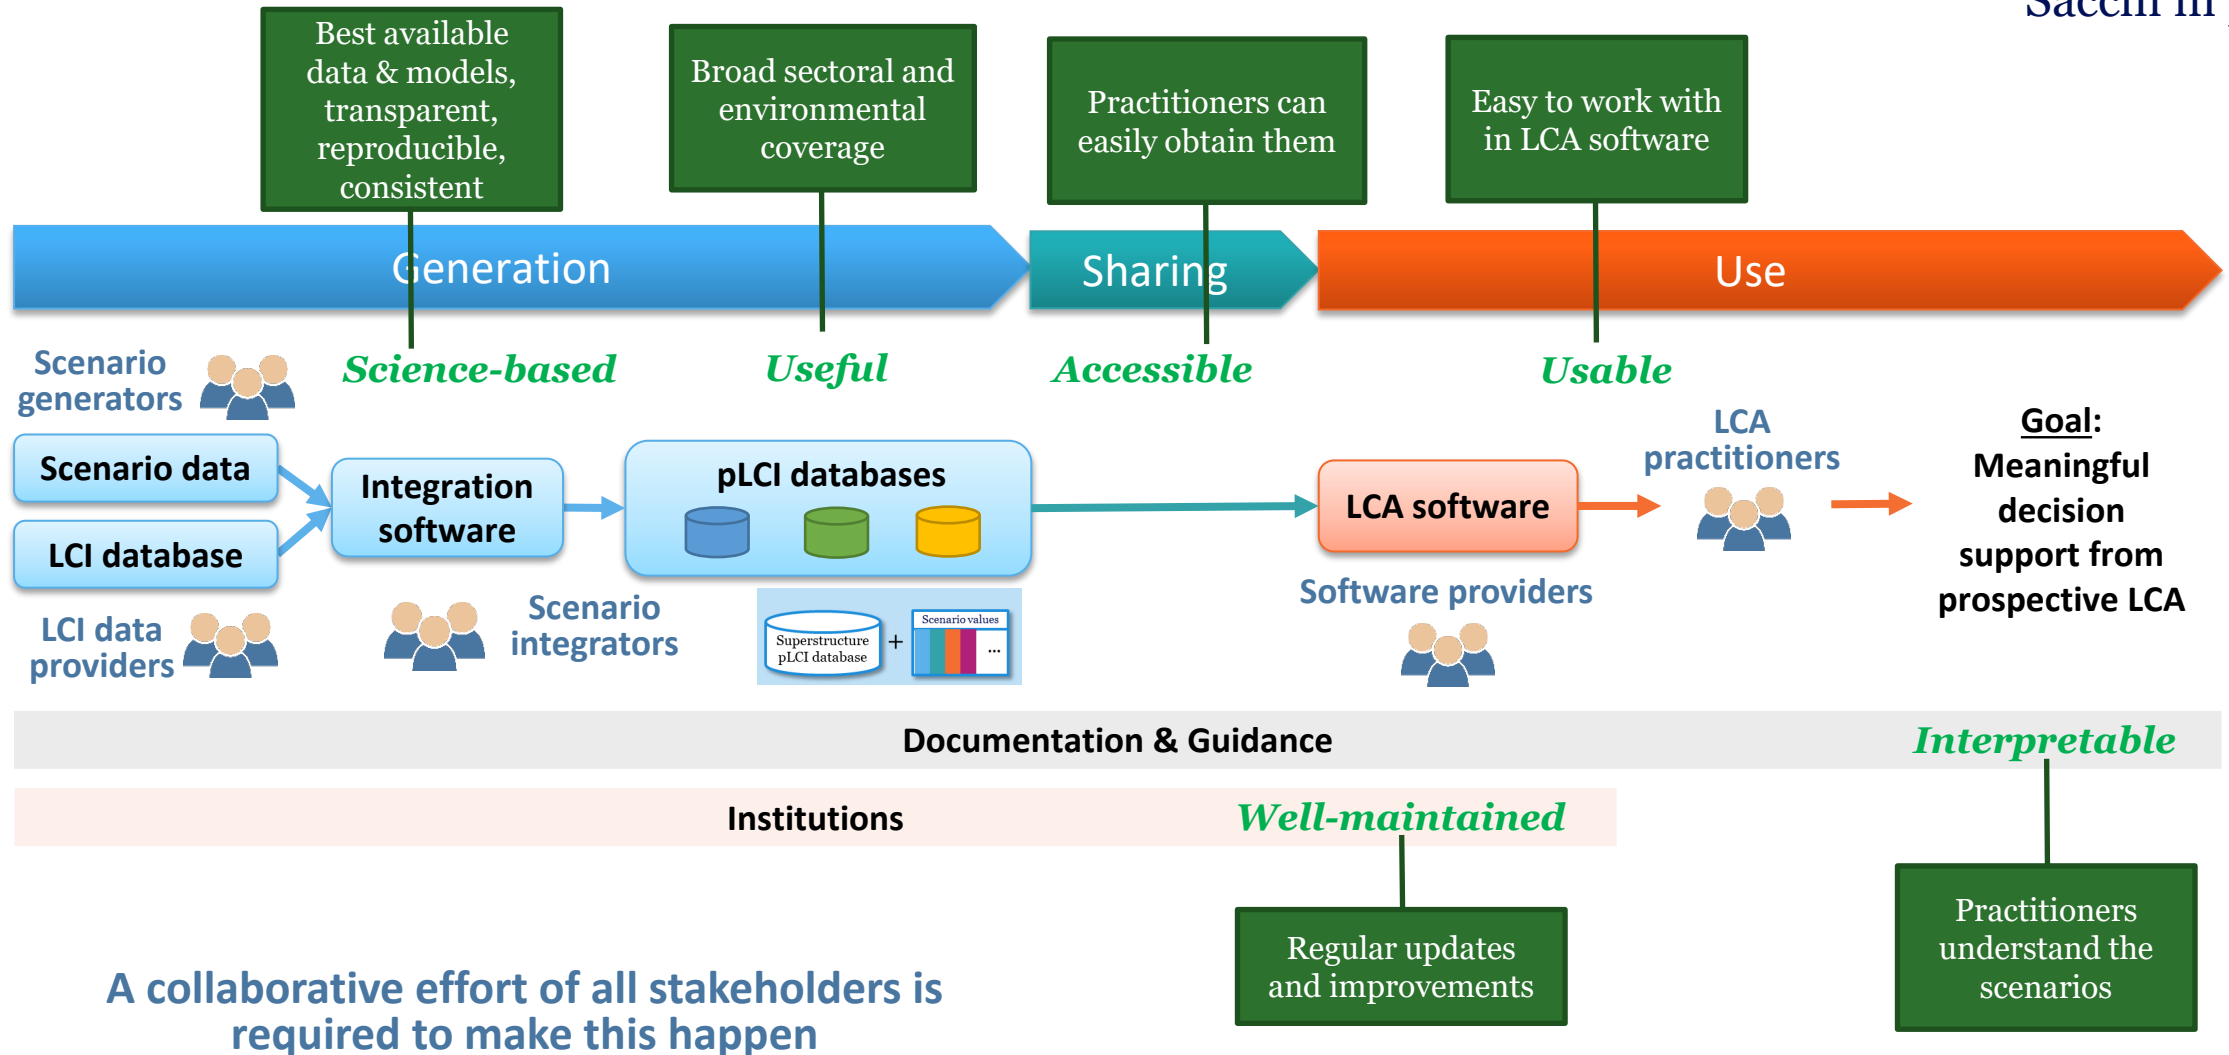 Sacchi in
Best available
data & models,
transparent,
reproducible,
consistent
Broad sectoral and
environmental
coverage
Practitioners can
easily obtain them
Easy to work with
in LCA software
Generation
Sharing
Use
Science-based
Useful
Accessible
Usable
Scenario
generators
Scenario data
LCI database
LCI data
providers
Integration
software
Scenario
integrators
pLCI databases
Superstructure
pLCI database
+
Scenario values
...
LCA software
Software providers
LCA
practitioners
Goal:
Meaningful
decision
support from
prospective LCA
Documentation & Guidance
Interpretable
Institutions
Well-maintained
Regular updates
and improvements
Practitioners
understand the
scenarios
A collaborative effort of all stakeholders is
required to make this happen